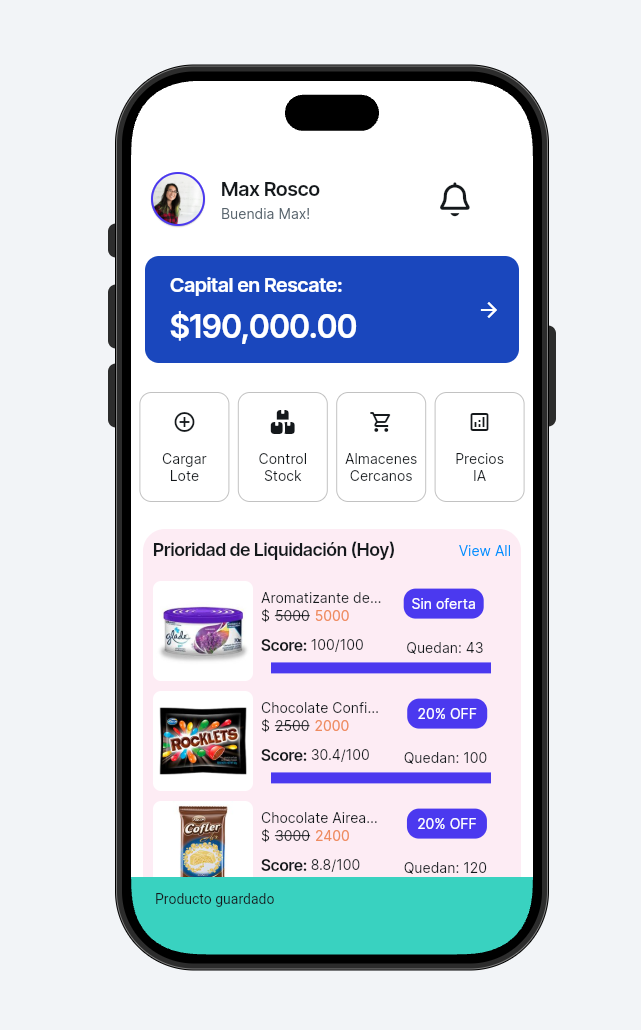 Max Rosco
Buendia Max!
Capital en Rescate:
$190,000.00
Cargar
Lote
Control
Stock
Almacenes
Cercanos
Precios
IA
Prioridad de Liquidación (Hoy)
View All
glade
Aromatizante de...
$ 5000 5000
Sin oferta
Score: 100/100
Quedan: 43
ROCKLETS
Chocolate Confi...
$ 2500 2000
20% OFF
Score: 30.4/100
Quedan: 100
Cofler
Chocolate Airea...
$ 3000 2400
20% OFF
Score: 8.8/100
Quedan: 120
Producto guardado